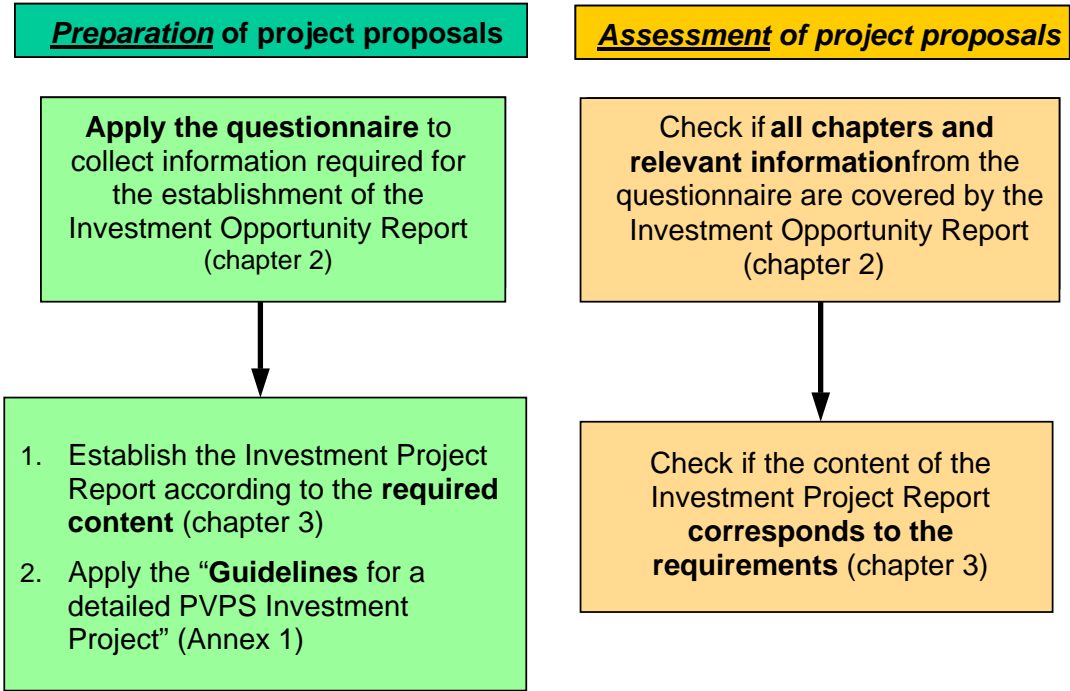 Preparation of project proposals
Apply the questionnaire to
collect information required for
the establishment of the
Investment Opportunity Report
(chapter 2)
1. Establish the Investment Project
Report according to the required
content (chapter 3)
2. Apply the “Guidelines for a
detailed PVPS Investment
Project” (Annex 1)
Assessment of project proposals
Check if all chapters and
relevant informationfrom the
questionnaire are covered by the
Investment Opportunity Report
(chapter 2)
Check if the content of the
Investment Project Report
corresponds to the
requirements (chapter 3)